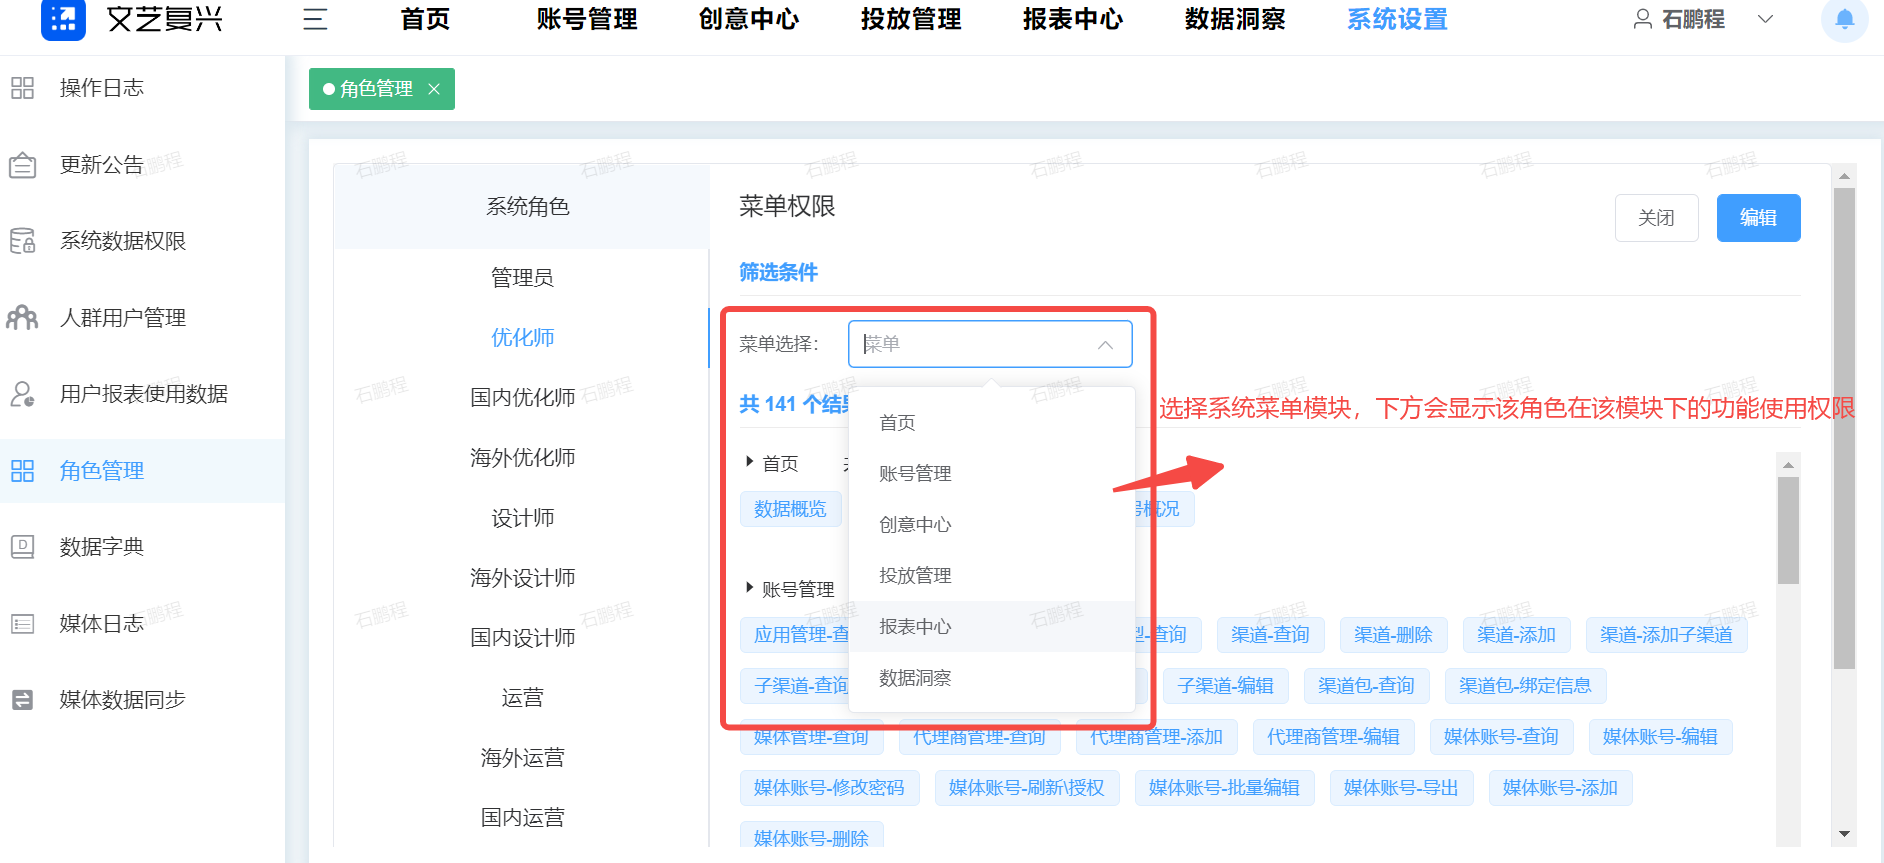 文艺复兴
首页
账号管理
创意中心
投放管理
报表中心
数据洞察
系统设置
石鹏程
操作日志
更新公告
系统数据权限
人群用户管理
用户报表使用数据
角色管理
数据字典
媒体日志
媒体数据同步
角色管理
系统角色
管理员
优化师
国内优化师
海外优化师
设计师
海外设计师
国内设计师
运营
海外运营
国内运营
菜单权限
关闭
编辑
筛选条件
菜单选择：
菜单
共 141 个结
首页
账号管理
创意中心
投放管理
报表中心
数据洞察
选择系统菜单模块，下方会显示该角色在该模块下的功能使用权限
首页
数据概览
概况
账号管理
应用管理-查
-查询
渠道-查询
渠道-删除
渠道-添加
渠道-添加子渠道
子渠道-查询
子渠道-编辑
渠道包-查询
渠道包-绑定信息
媒体管理-查询
代理商管理-查询
代理商管理-添加
代理商管理-编辑
媒体账号-查询
媒体账号-编辑
媒体账号-修改密码
媒体账号-刷新\授权
媒体账号-批量编辑
媒体账号-导出
媒体账号-添加
媒体账号-删除